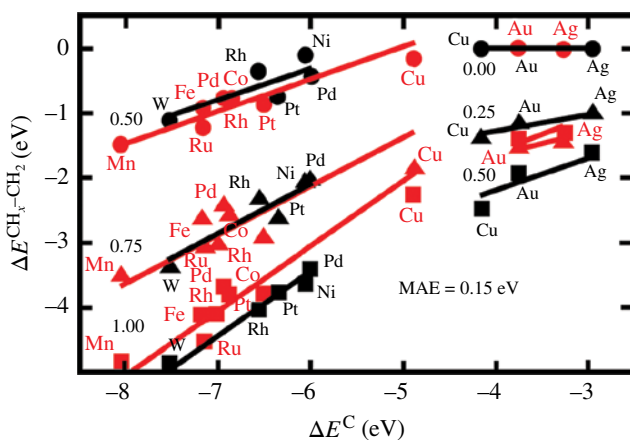 0
−1
−2
−3
−4
ΔE^{CH_x–CH_2} (eV)
Cu Au Ag
0.00 Au Ag
Ni
Rh
Pd Co
Fe
W
0.50
Pd
Cu
Rh Pt Pt
Ru
Mn
0.25 Au Ag
Cu
Au Ag
0.50
Au Ag
Cu
Pd
Rh Ni
Cu
Pd
Fe Pt
0.75 Co
Ru Rh
Mn
W
Pd Co
Rh
Cu
Pd
MAE = 0.15 eV
Fe Pt Ni
Pt
1.00
Rh
Mn W Ru
−8 −7 −6 −5 −4 −3
ΔE^C (eV)